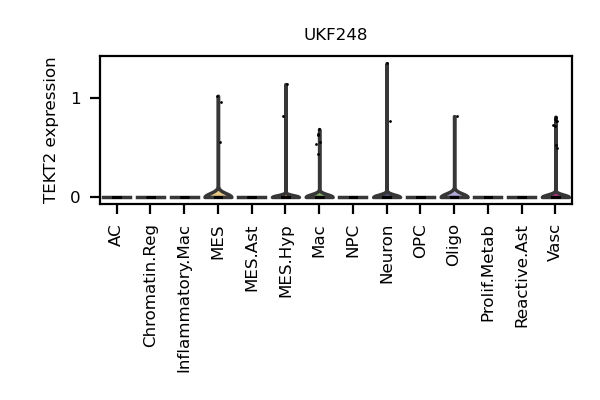 UKF248
TEKT2 expression
1
0
AC
Chromatin.Reg
Inflammatory.Mac
MES
MES.Ast
MES.Hyp
Mac
NPC
Neuron
OPC
Oligo
Prolif.Metab
Reactive.Ast
Vasc